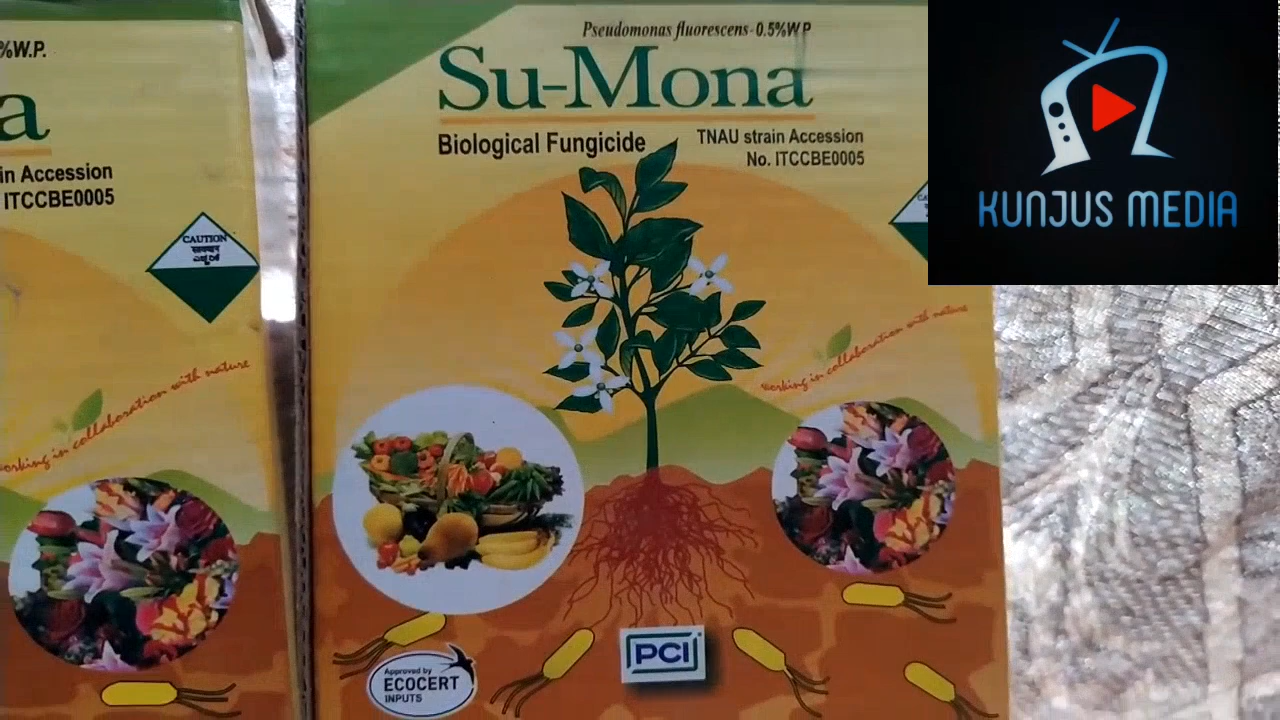 %W.P.
a
in Accession
ITCCBE0005
CAUTION
working in collaboration with nature
Pseudomonas fluorescens-0.5%W P
Su-Mona
Biological Fungicide
TNAU strain Accession
No. ITCCBE0005
working in collaboration with nature
Approved by
ECOCERT
INPUTS
PCI
KUNJUS MEDIA